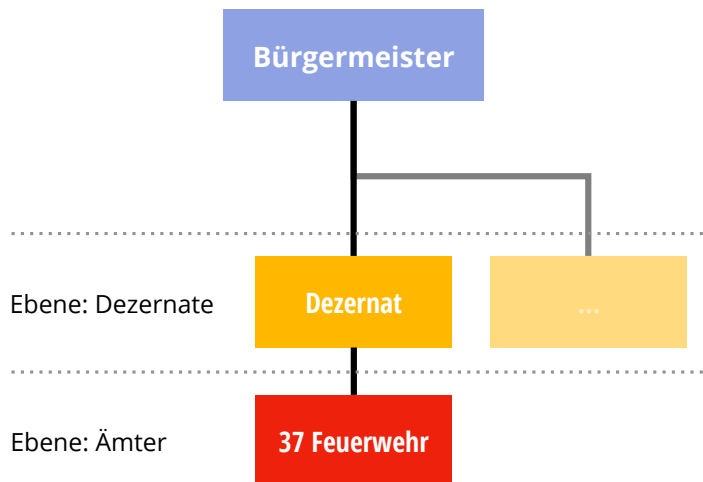 Bürgermeister
Ebene: Dezernate
Dezernat
...
Ebene: Ämter
37 Feuerwehr